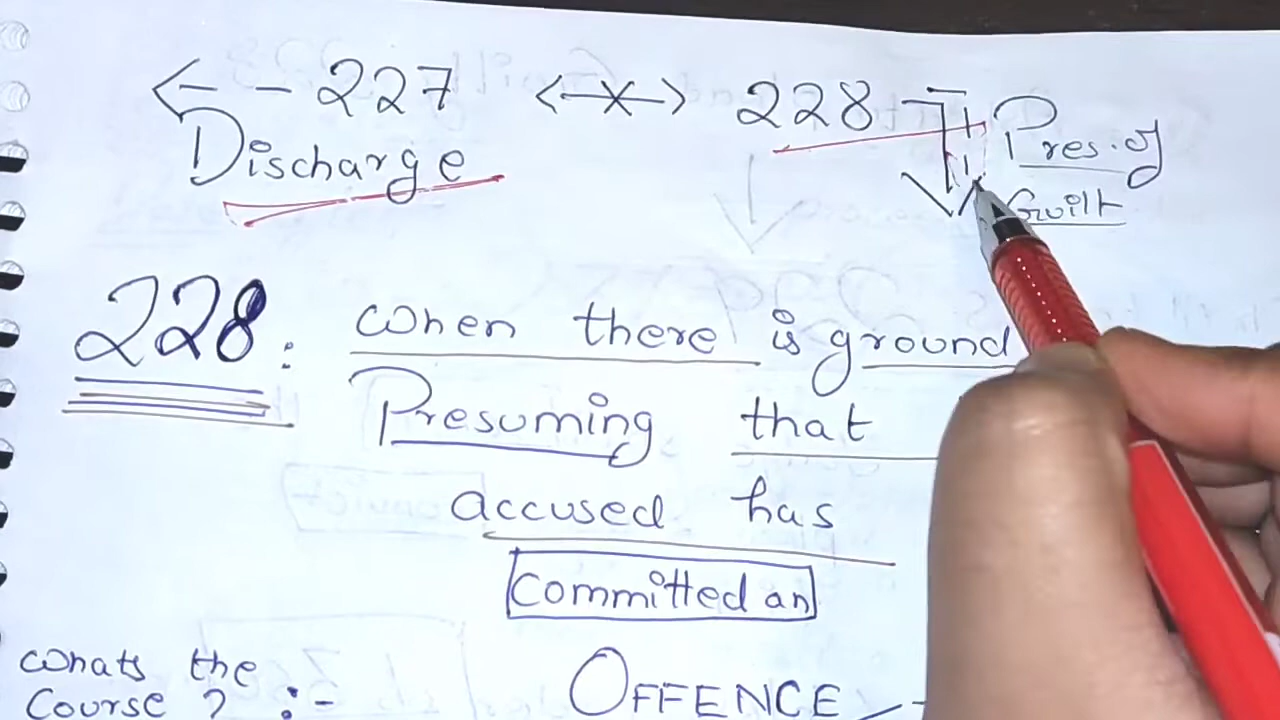 227 228 Pres. of
Discharge Guilt
228: when there is ground
Presuming that
accused has
Committed an
OFFENCE
Whats the
Course ? :-